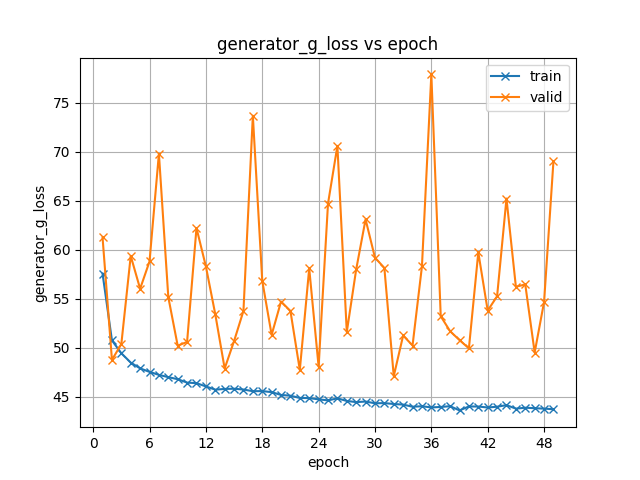 generator_g_loss vs epoch
train
valid
generator_g_loss
75
70
65
60
55
50
45
0 6 12 18 24 30 36 42 48
epoch